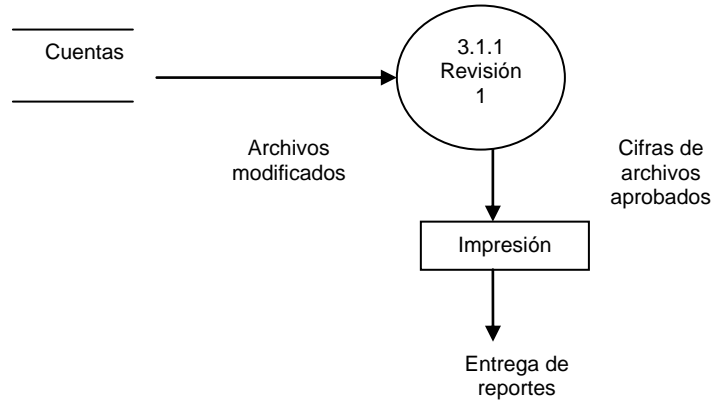 Cuentas
3.1.1
Revisión
1
Archivos
modificados
Cifras de
archivos
aprobados
Impresión
Entrega de
reportes